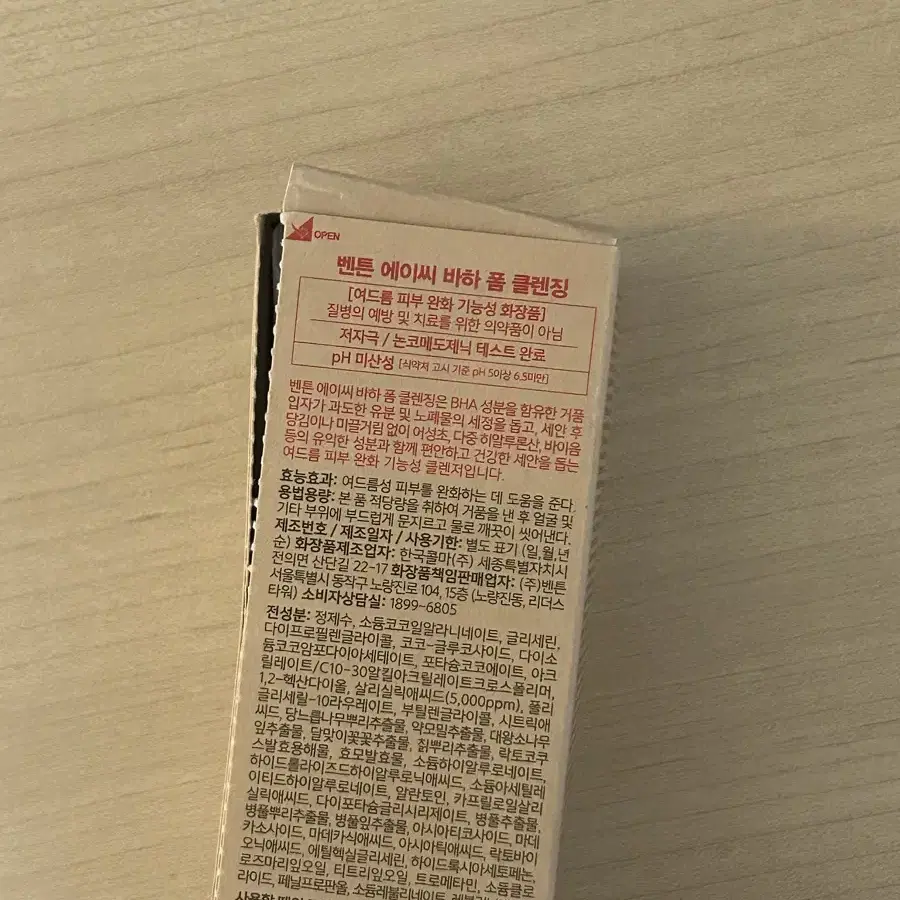 OPEN
벤튼 에이씨 바하 폼 클렌징
[여드름 피부 완화 기능성 화장품]
질병의 예방 및 치료를 위한 의약품이 아님
저자극 / 논코메도제닉 테스트 완료
pH 미산성 [식약처 고시 기준 pH 5이상 6.5미만]
벤튼 에이씨 바하 폼 클렌징은 BHA 성분을 함유한 거품
입자가 과도한 유분 및 노폐물의 세정을 돕고, 세안 후
당김이나 미끌거림 없이 어성초, 다중 히알루론산, 바이옴
등의 유익한 성분과 함께 편안하고 건강한 세안을 돕는
여드름 피부 완화 기능성 클렌저입니다.
효능효과: 여드름성 피부를 완화하는 데 도움을 준다.
용법용량: 본 품 적당량을 취하여 거품을 낸 후 얼굴 및
기타 부위에 부드럽게 문지르고 물로 깨끗이 씻어낸다.
제조번호 / 제조일자 / 사용기한: 별도 표기 (일,월,년
순) 화장품제조업자: 한국콜마(주) 세종특별자치시
전의면 산단길 22-17 화장품책임판매업자: (주)벤튼
서울특별시 동작구 노량진로 104, 15층 (노량진동, 리더스
타워) 소비자상담실: 1899-6805
전성분: 정제수, 소듐코코일알라니네이트, 글리세린,
다이프로필렌글라이콜, 코코-글루코사이드, 다이소
듐코코암포다이아세테이트, 포타슘코코에이트, 아크
릴레이트/C10-30알킬아크릴레이트크로스폴리머,
1,2-헥산다이올, 살리실릭애씨드(5,000ppm), 폴리
글리세릴-10라우레이트, 부틸렌글라이콜, 시트릭애
씨드, 당느릅나무뿌리추출물, 약모밀추출물, 대왕소나무
잎추출물, 달맞이꽃꽃추출물, 칡뿌리추출물, 락토코쿠
스발효용해물, 효모발효물, 소듐하이알루로네이트,
하이드롤라이즈드하이알루로닉애씨드, 소듐아세틸레
이티드하이알루로네이트, 알란토인, 카프릴로일살리
실릭애씨드, 다이포타슘글리시리제이트, 병풀추출물,
병풀뿌리추출물, 병풀잎추출물, 아시아티코사이드, 마데
카소사이드, 마데카식애씨드, 아시아틱애씨드, 락토바이
오닉애씨드, 에틸헥실글리세린, 하이드록시아세토페논,
로즈마리잎오일, 티트리잎오일, 트로메타민, 소듐클로
라이드, 페닐프로판올, 소듐레불리네이트,